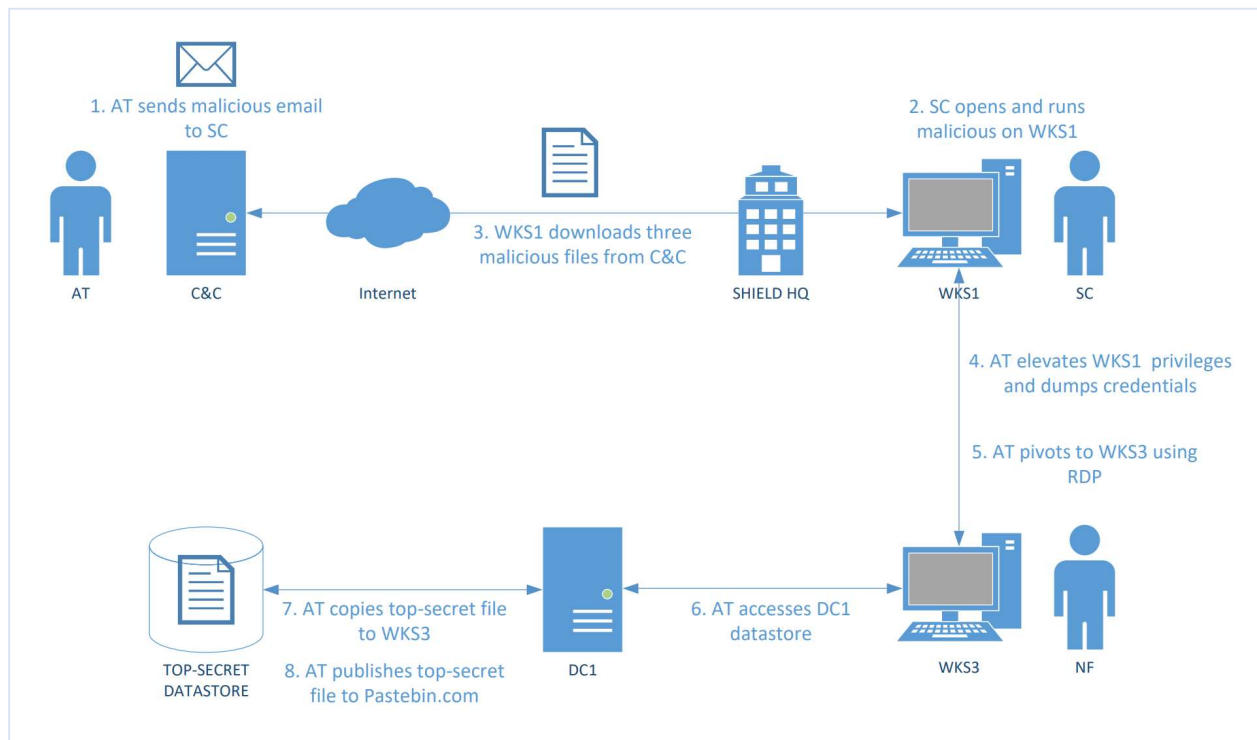 1. AT sends malicious email
to SC
2. SC opens and runs
malicious on WKS1
3. WKS1 downloads three
malicious files from C&C
AT
C&C
Internet
SHIELD HQ
WKS1
SC
4. AT elevates WKS1 privileges
and dumps credentials
5. AT pivots to WKS3 using
RDP
6. AT accesses DC1
datastore
7. AT copies top-secret file
to WKS3
8. AT publishes top-secret
file to Pastebin.com
TOP-SECRET
DATASTORE
DC1
WKS3
NF